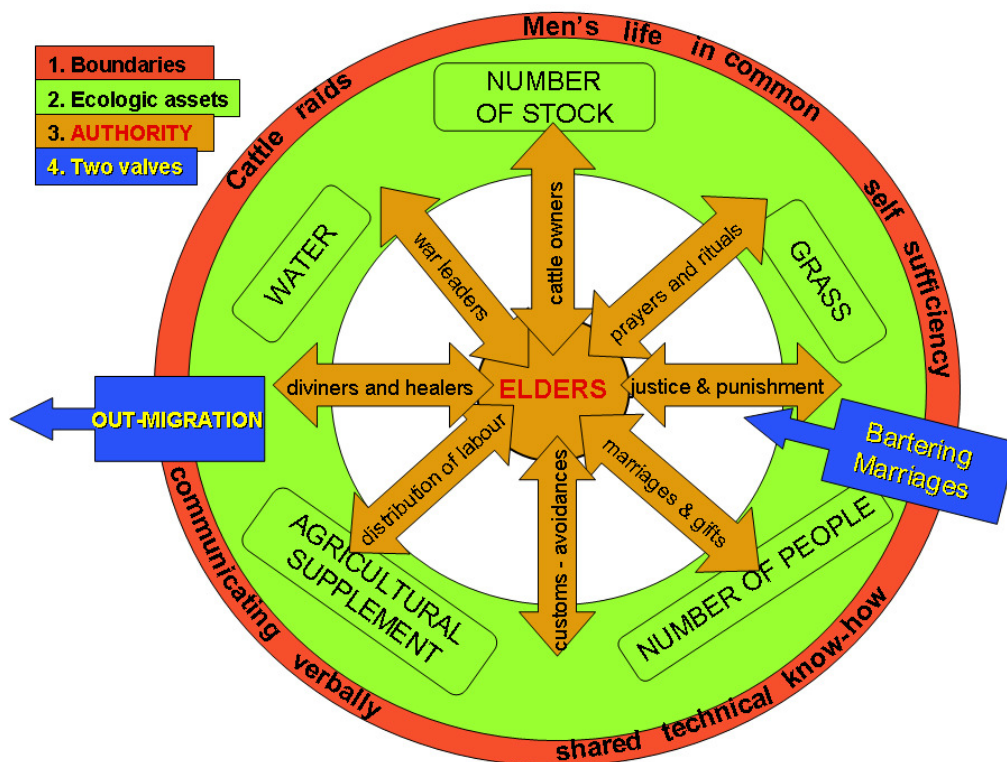 1. Boundaries
2. Ecologic assets
3. AUTHORITY
4. Two valves
Cattle raids
Men's life in common
self sufficiency
shared technical know-how
communicating verbally
NUMBER
OF STOCK
WATER
GRASS
AGRICULTURAL
SUPPLEMENT
NUMBER OF PEOPLE
war leaders
cattle owners
prayers and rituals
diviners and healers
ELDERS
justice & punishment
distribution of labour
customs - avoidances
marriages & gifts
OUT-MIGRATION
Bartering
Marriages